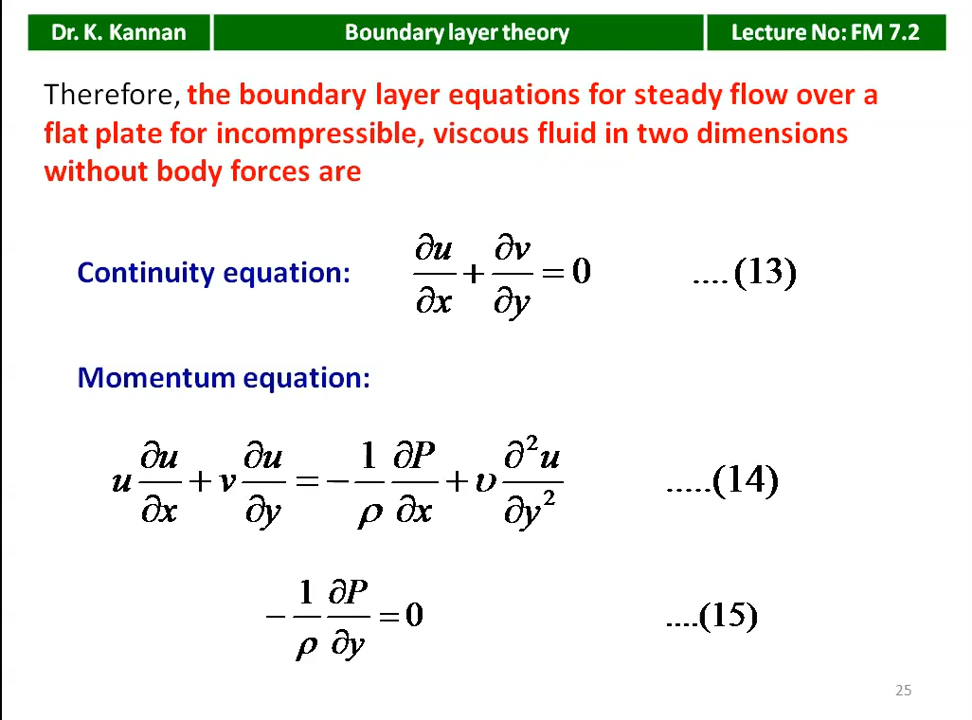 Dr. K. Kannan Boundary layer theory Lecture No: FM 7.2
Therefore, the boundary layer equations for steady flow over a
flat plate for incompressible, viscous fluid in two dimensions
without body forces are
Continuity equation: ∂u/∂x + ∂v/∂y = 0 ....(13)
Momentum equation:
u ∂u/∂x + v ∂u/∂y = − 1/ρ ∂P/∂x + υ ∂²u/∂y² .....(14)
− 1/ρ ∂P/∂y = 0 ....(15)
25